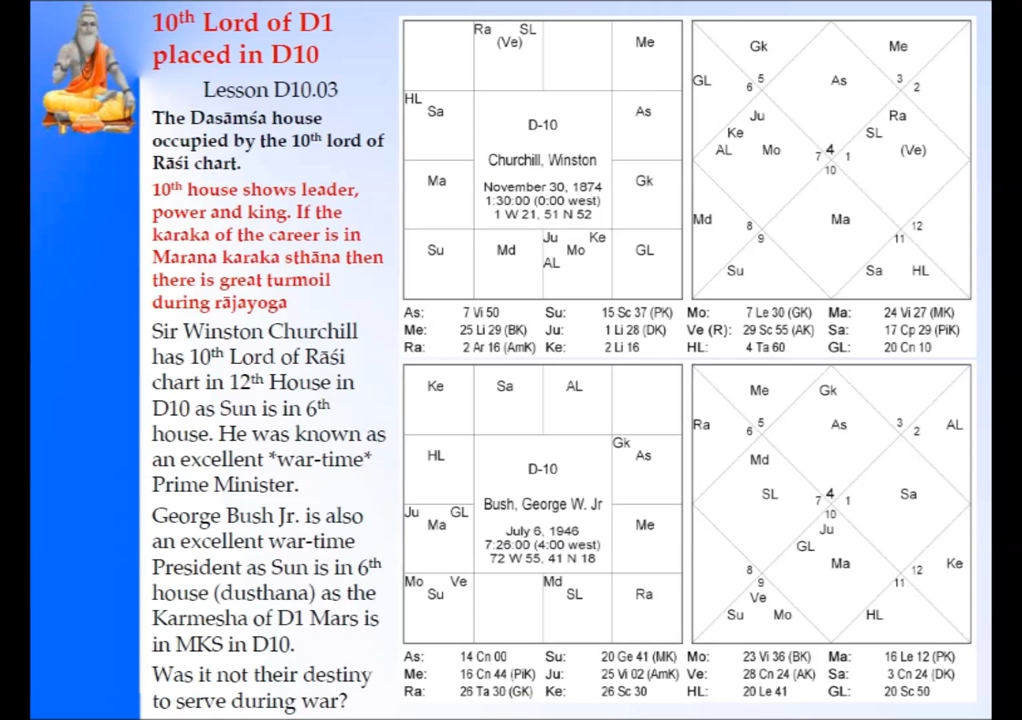 10th Lord of D1
placed in D10
Lesson D10.03
The Dasāmśa house
occupied by the 10th lord of
Rāśi chart.
10th house shows leader,
power and king. If the
karaka of the career is in
Marana karaka sthāna then
there is great turmoil
during rājayoga
Sir Winston Churchill
has 10th Lord of Rāśi
chart in 12th House in
D10 as Sun is in 6th
house. He was known as
an excellent *war-time*
Prime Minister.
George Bush Jr. is also
an excellent war-time
President as Sun is in 6th
house (dusthana) as the
Karmesha of D1 Mars is
in MKS in D10.
Was it not their destiny
to serve during war?
Ra SL
(Ve)
Me
HL
Sa
As
D-10
Churchill, Winston
November 30, 1874
1:30:00 (0:00 west)
1 W 21, 51 N 52
Ma
Gk
Su
Md
Ju Ke
Mo
AL
GL
Gk
Me
GL
As
6 5
3 2
Ju
Ke
AL
Mo
Ra
SL
(Ve)
7 4 1
10
Md
Ma
8
9
12
11
Su
Sa
HL
As: 7 Vi 50 Su: 15 Sc 37 (PK) Mo: 7 Le 30 (GK) Ma: 24 Vi 27 (MK)
Me: 25 Li 29 (BK) Ju: 1 Li 28 (DK) Ve (R): 29 Sc 55 (AK) Sa: 17 Cp 29 (PiK)
Ra: 2 Ar 16 (AmK) Ke: 2 Li 16 HL: 4 Ta 60 GL: 20 Cn 10
Ke
Sa
AL
HL
Gk
As
D-10
Bush, George W. Jr
July 6, 1946
7:26:00 (4:00 west)
72 W 55, 41 N 18
Ju GL
Ma
Me
Mo Ve
Su
Md
SL
Ra
Me
Gk
Ra
As
AL
6 5
3 2
Md
SL
Sa
7 4 1
10
Ju
GL
Ma
Ke
8
9
12
11
Ve
Su
Mo
HL
As: 14 Cn 00 Su: 20 Ge 41 (MK) Mo: 23 Vi 36 (BK) Ma: 16 Le 12 (PK)
Me: 16 Cn 44 (PiK) Ju: 25 Vi 02 (AmK) Ve: 28 Cn 24 (AK) Sa: 3 Cn 24 (DK)
Ra: 26 Ta 30 (GK) Ke: 26 Sc 30 HL: 20 Le 41 GL: 20 Sc 50